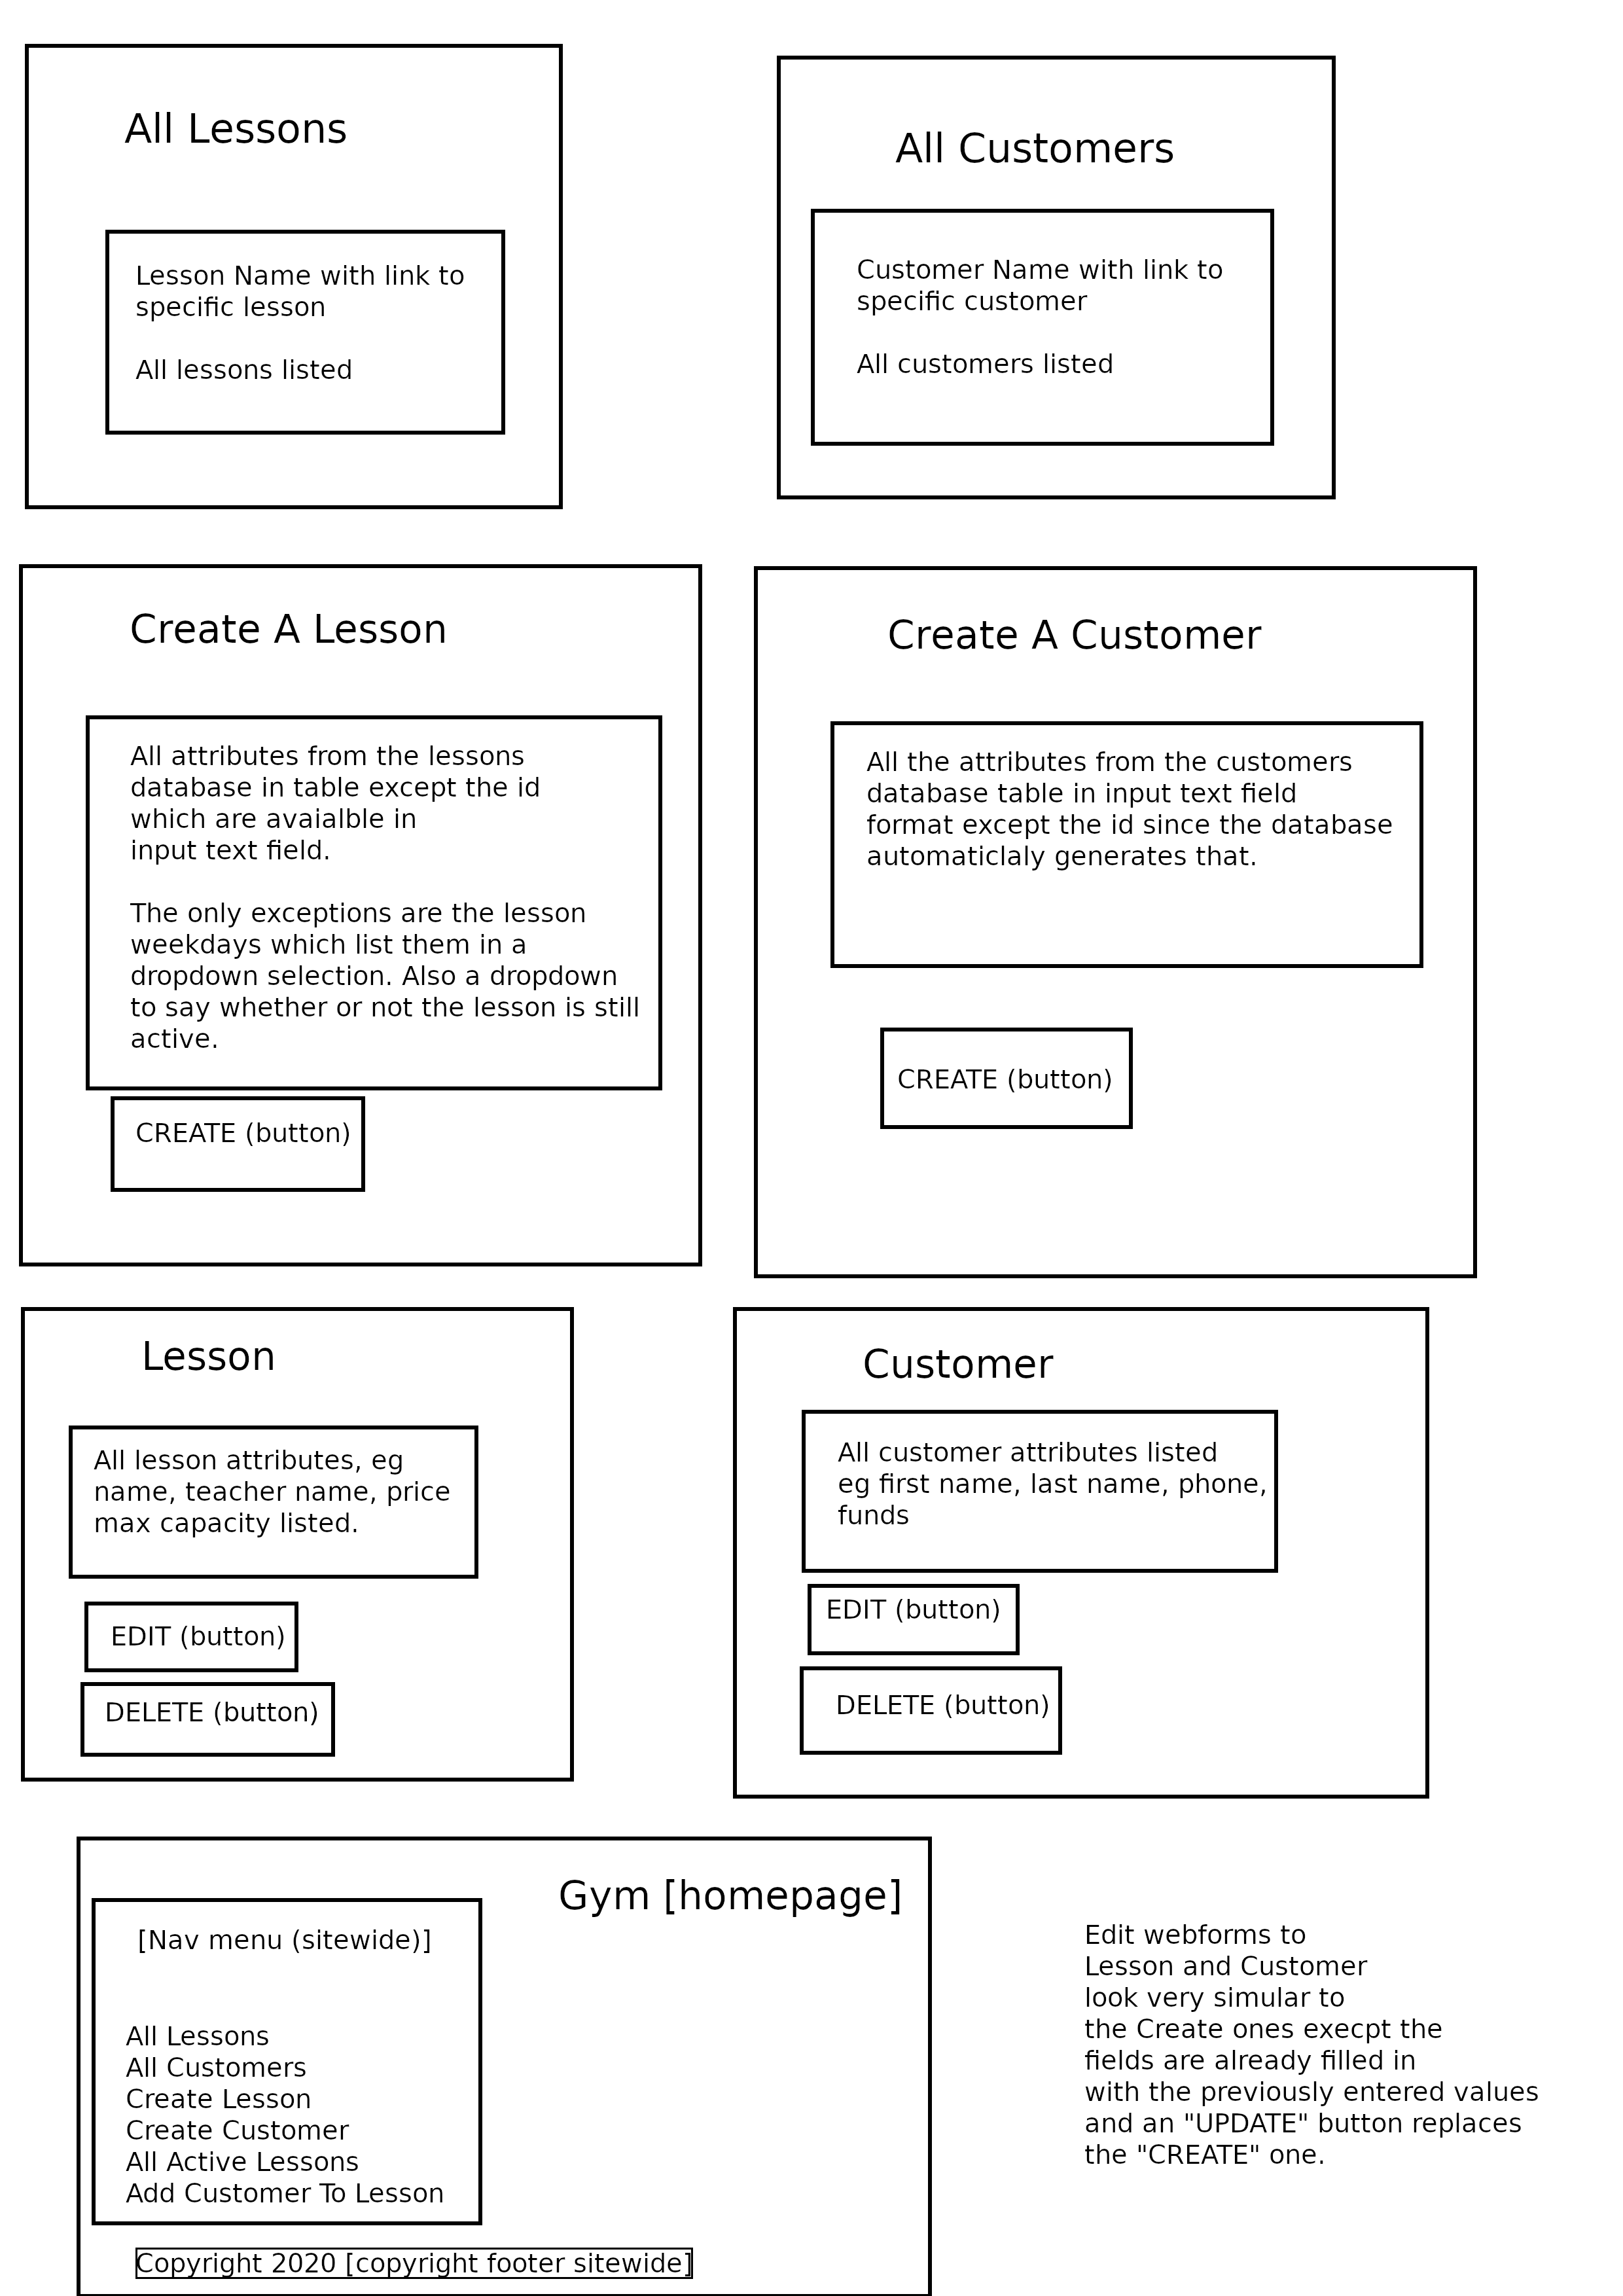 All Lessons
Lesson Name with link to
specific lesson
All lessons listed
All Customers
Customer Name with link to
specific customer
All customers listed
Create A Lesson
All attributes from the lessons
database in table except the id
which are avaialble in
input text field.
The only exceptions are the lesson
weekdays which list them in a
dropdown selection. Also a dropdown
to say whether or not the lesson is still
active.
CREATE (button)
Create A Customer
All the attributes from the customers
database table in input text field
format except the id since the database
automaticlaly generates that.
CREATE (button)
Lesson
All lesson attributes, eg
name, teacher name, price
max capacity listed.
EDIT (button)
DELETE (button)
Customer
All customer attributes listed
eg first name, last name, phone,
funds
EDIT (button)
DELETE (button)
Gym [homepage]
[Nav menu (sitewide)]
All Lessons
All Customers
Create Lesson
Create Customer
All Active Lessons
Add Customer To Lesson
Copyright 2020 [copyright footer sitewide]
Edit webforms to
Lesson and Customer
look very simular to
the Create ones execpt the
fields are already filled in
with the previously entered values
and an "UPDATE" button replaces
the "CREATE" one.